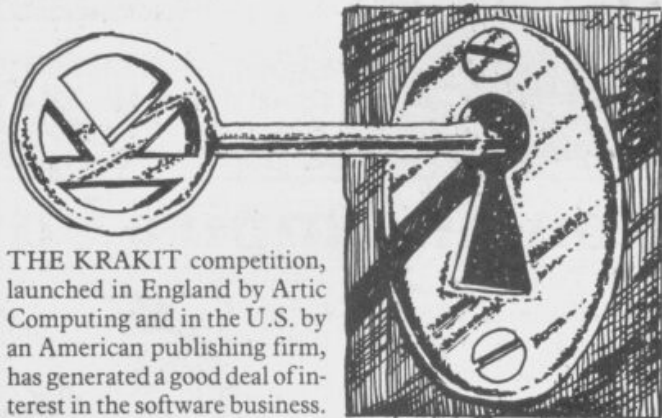 THE KRAKIT competition,
launched in England by Artic
Computing and in the U.S. by
an American publishing firm,
has generated a good deal of in-
terest in the software business.